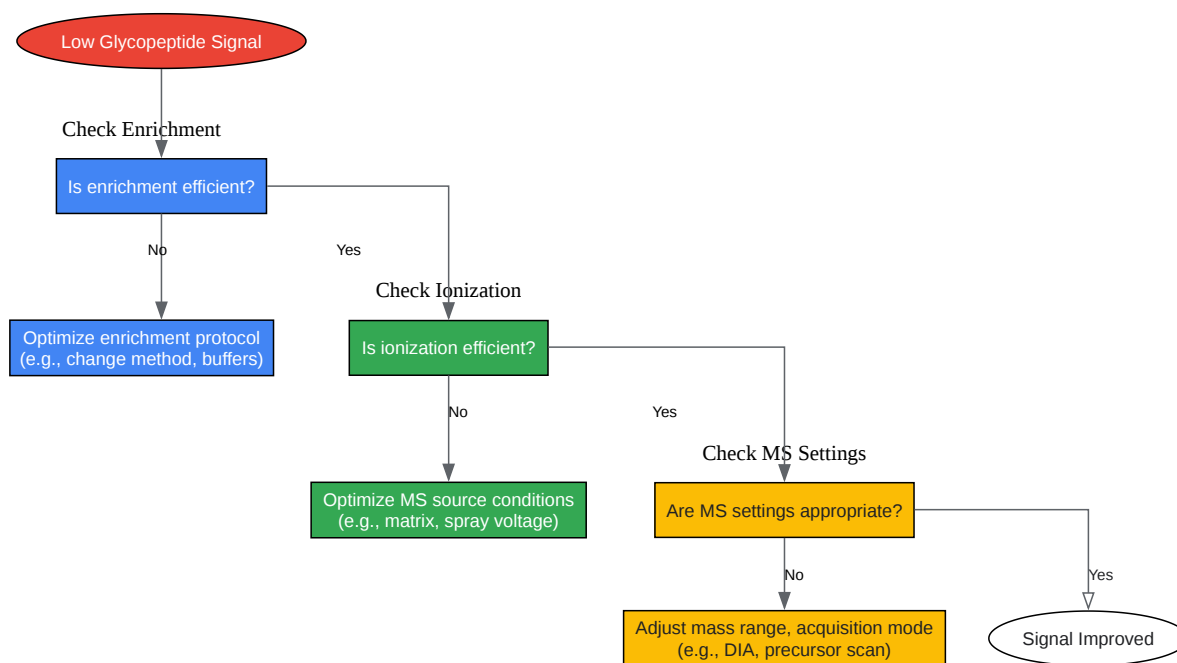 Low Glycopeptide Signal
Check Enrichment
Is enrichment efficient?
No
Yes
Optimize enrichment protocol
(e.g., change method, buffers)
Check Ionization
Is ionization efficient?
No
Yes
Optimize MS source conditions
(e.g., matrix, spray voltage)
Check MS Settings
Are MS settings appropriate?
No
Yes
Adjust mass range, acquisition mode
(e.g., DIA, precursor scan)
Signal Improved